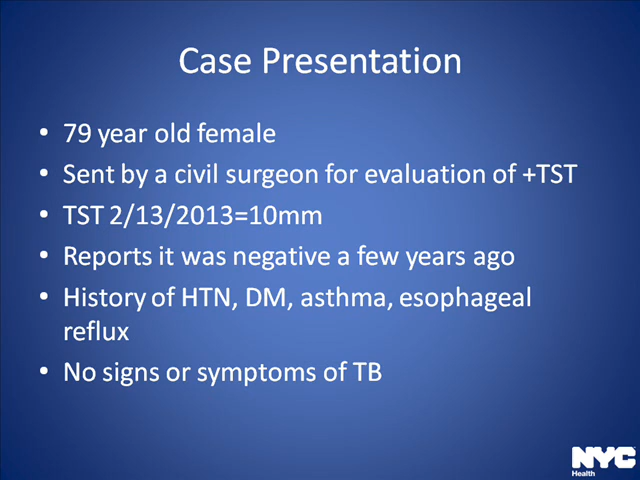 Case Presentation
• 79 year old female
• Sent by a civil surgeon for evaluation of +TST
• TST 2/13/2013=10mm
• Reports it was negative a few years ago
• History of HTN, DM, asthma, esophageal
reflux
• No signs or symptoms of TB
NYC
Health